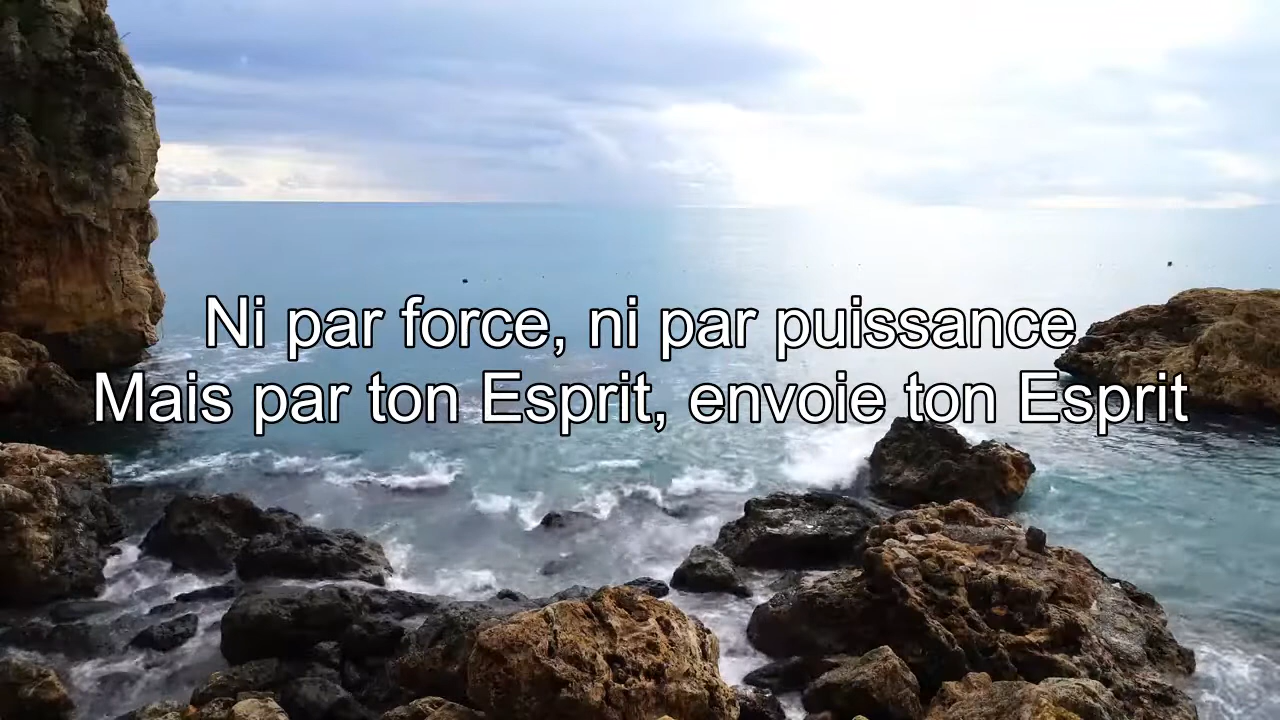 Ni par force, ni par puissance
Mais par ton Esprit, envoie ton Esprit